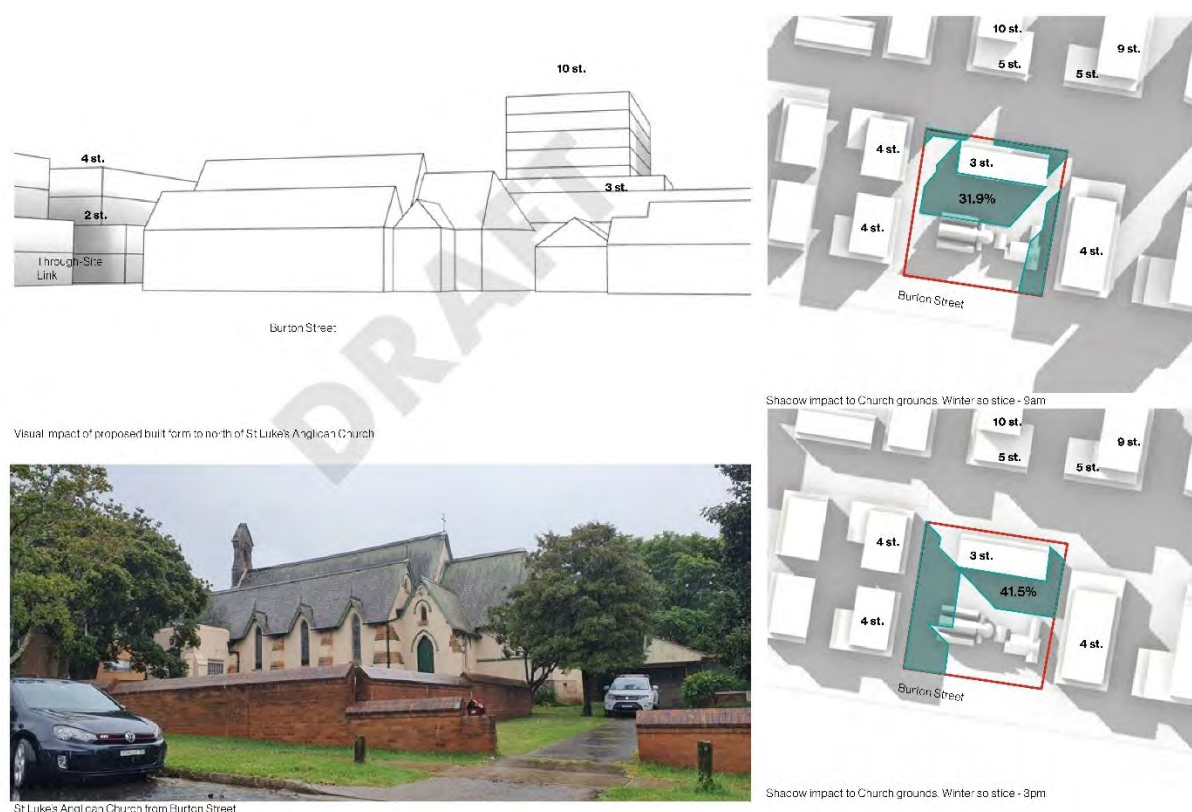 10 st.
4 st.
3 st.
2 st.
Through-Site
Link
Burton Street
DRAFT
Visual impact of proposed built form to north of St Luke's Anglican Church
St Luke's Anglican Church from Burton Street
10 st.
9 st.
5 st.
5 st.
4 st.
3 st.
31.9%
4 st.
4 st.
Burton Street
Shadow impact to Church grounds. Winter so stice - 9am
10 st.
9 st.
5 st.
5 st.
4 st.
3 st.
41.5%
4 st.
4 st.
Burton Street
Shadow impact to Church grounds. Winter so stice - 3pm